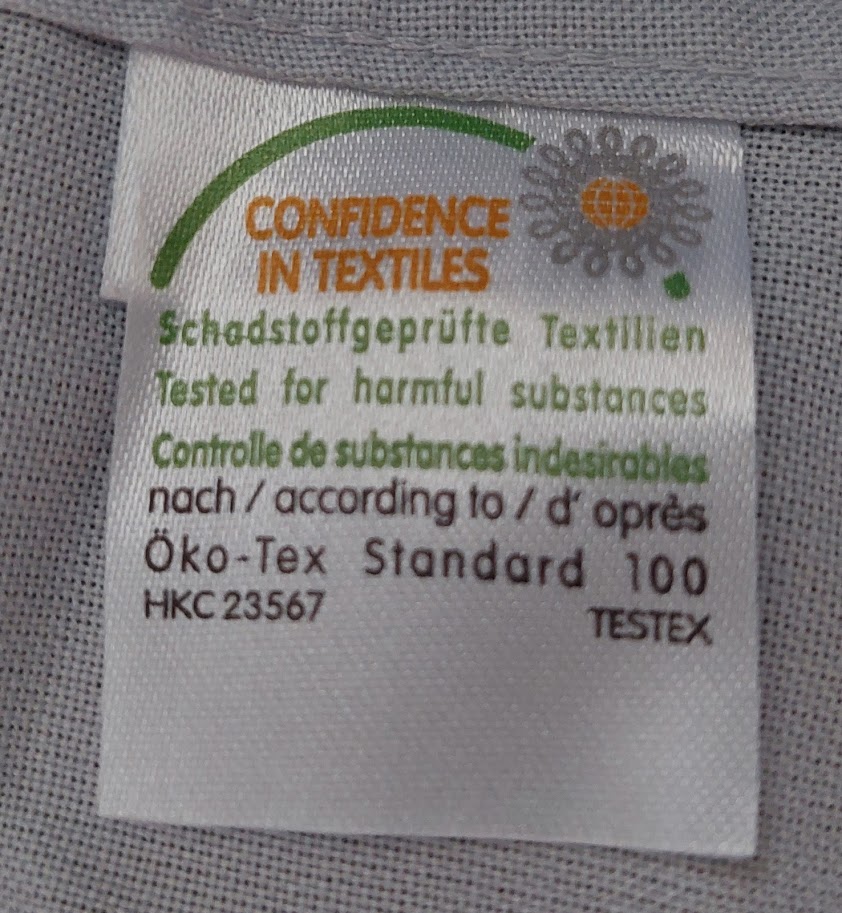 CONFIDENCE
IN TEXTILES
Schadstoffgeprüfte Textilien
Tested for harmful substances
Controlle de substances indesirables
nach / according to / d' oprès
Öko-Tex Standard 100
HKC 23567
TESTEX